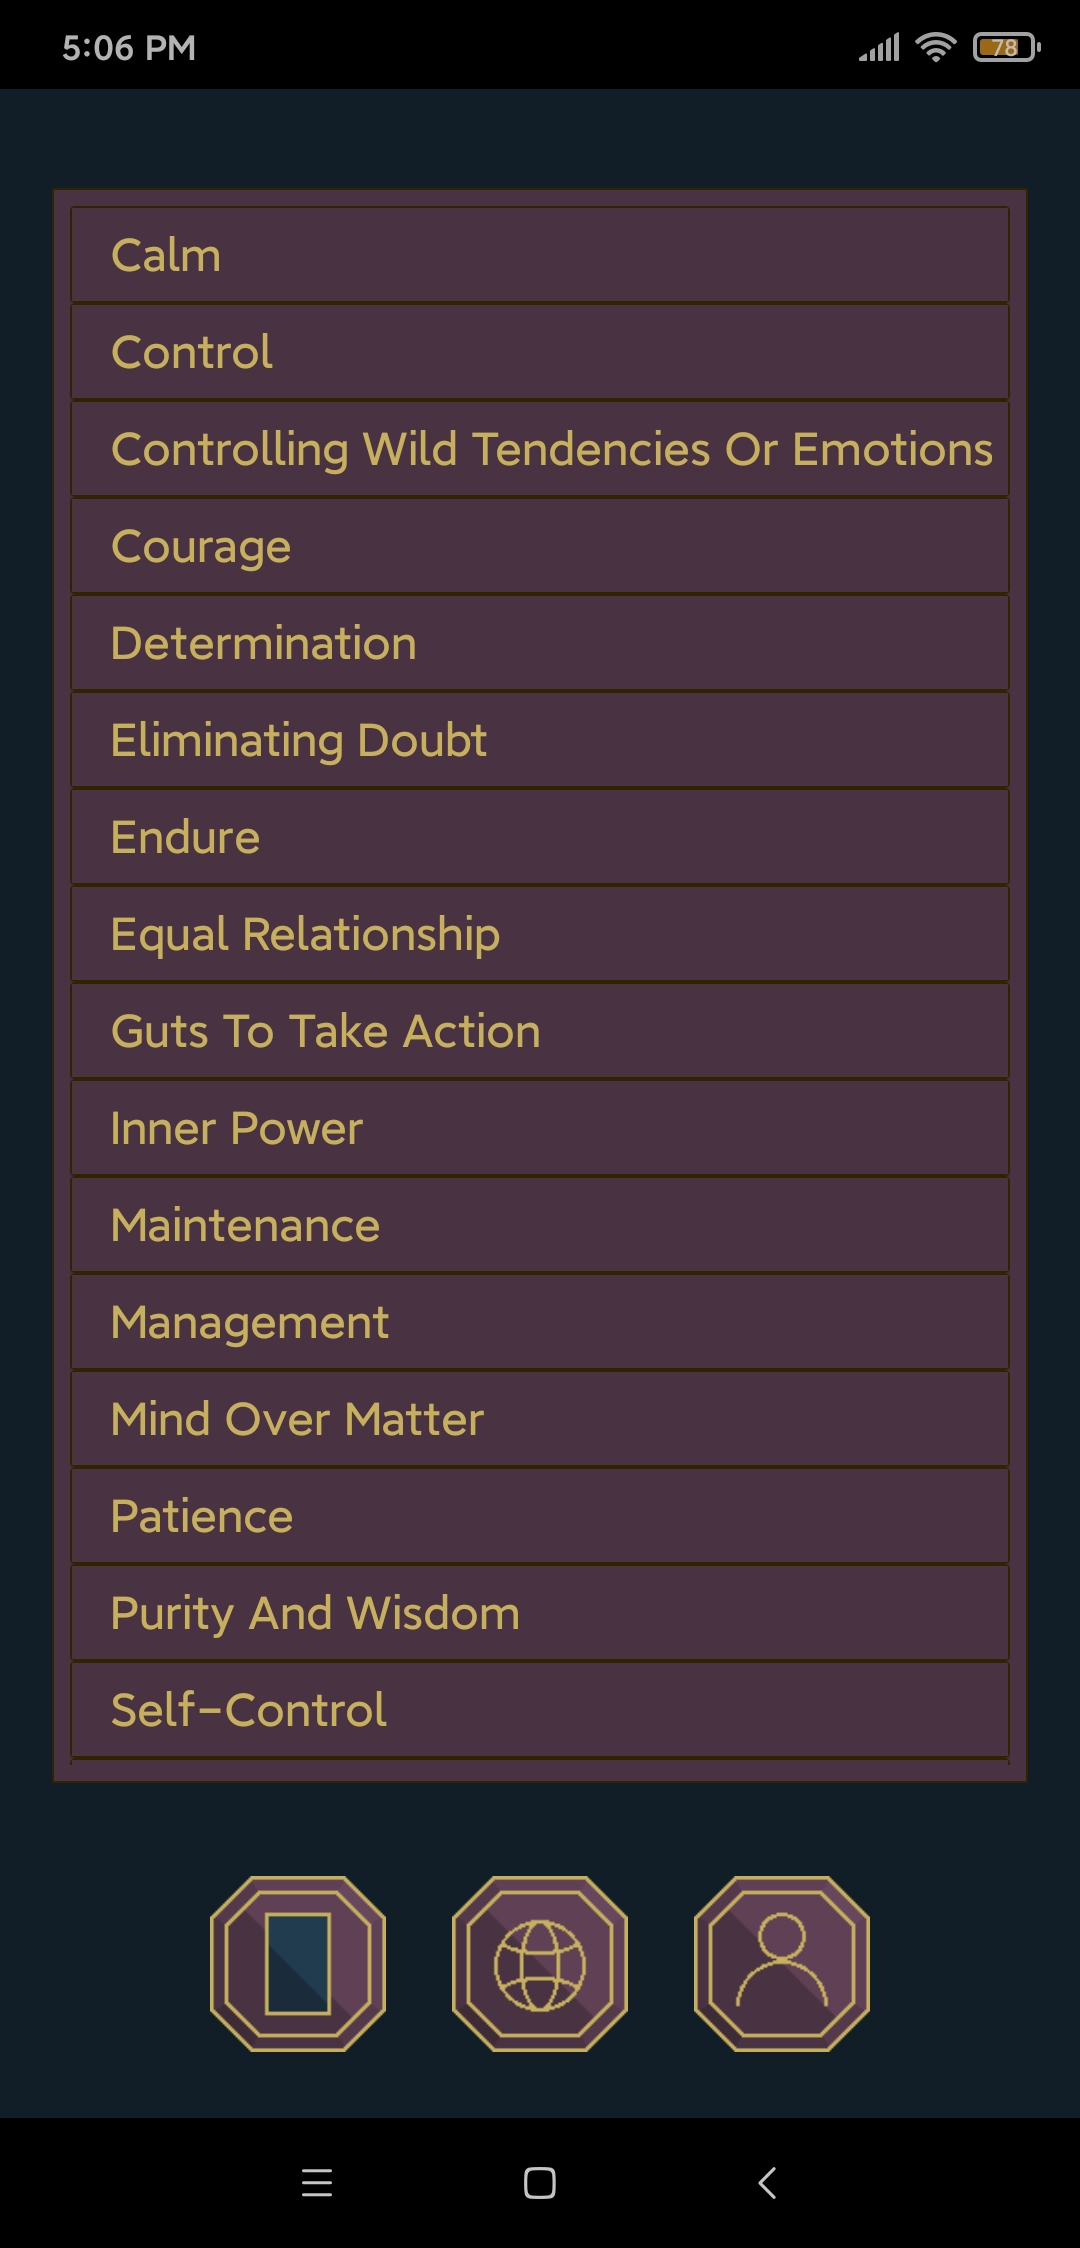 5:06 PM
78
Calm
Control
Controlling Wild Tendencies Or Emotions
Courage
Determination
Eliminating Doubt
Endure
Equal Relationship
Guts To Take Action
Inner Power
Maintenance
Management
Mind Over Matter
Patience
Purity And Wisdom
Self-Control